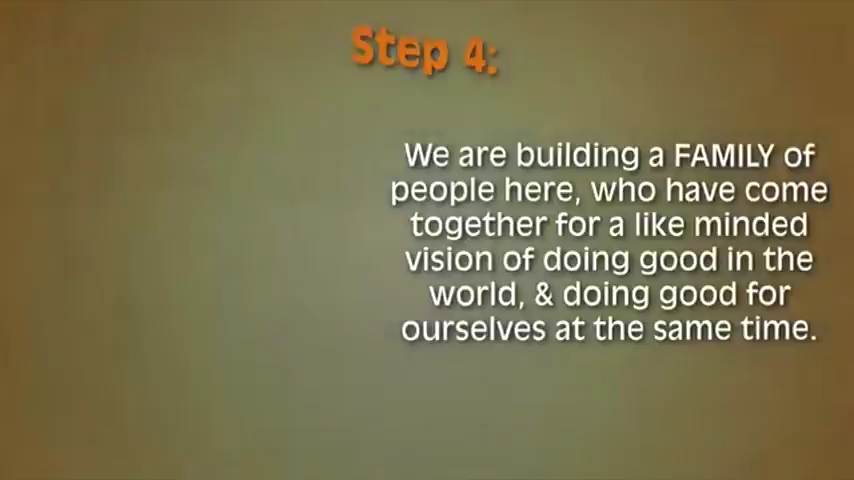 Step 4:
We are building a FAMILY of
people here, who have come
together for a like minded
vision of doing good in the
world, & doing good for
ourselves at the same time.